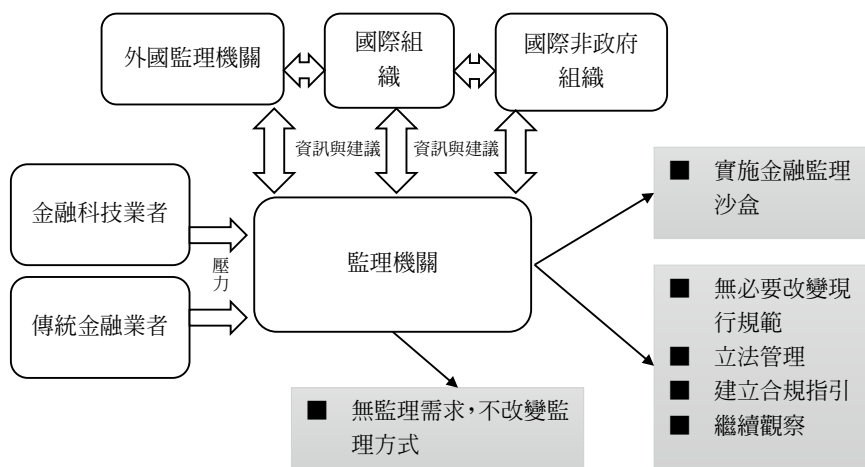 外國監理機關
國際組
織
國際非政府
組織
資訊與建議
資訊與建議
金融科技業者
壓
力
傳統金融業者
監理機關
■ 實施金融監理
沙盒
■ 無必要改變現
行規範
■ 立法管理
■ 建立合規指引
■ 繼續觀察
■ 無監理需求，不改變監
理方式